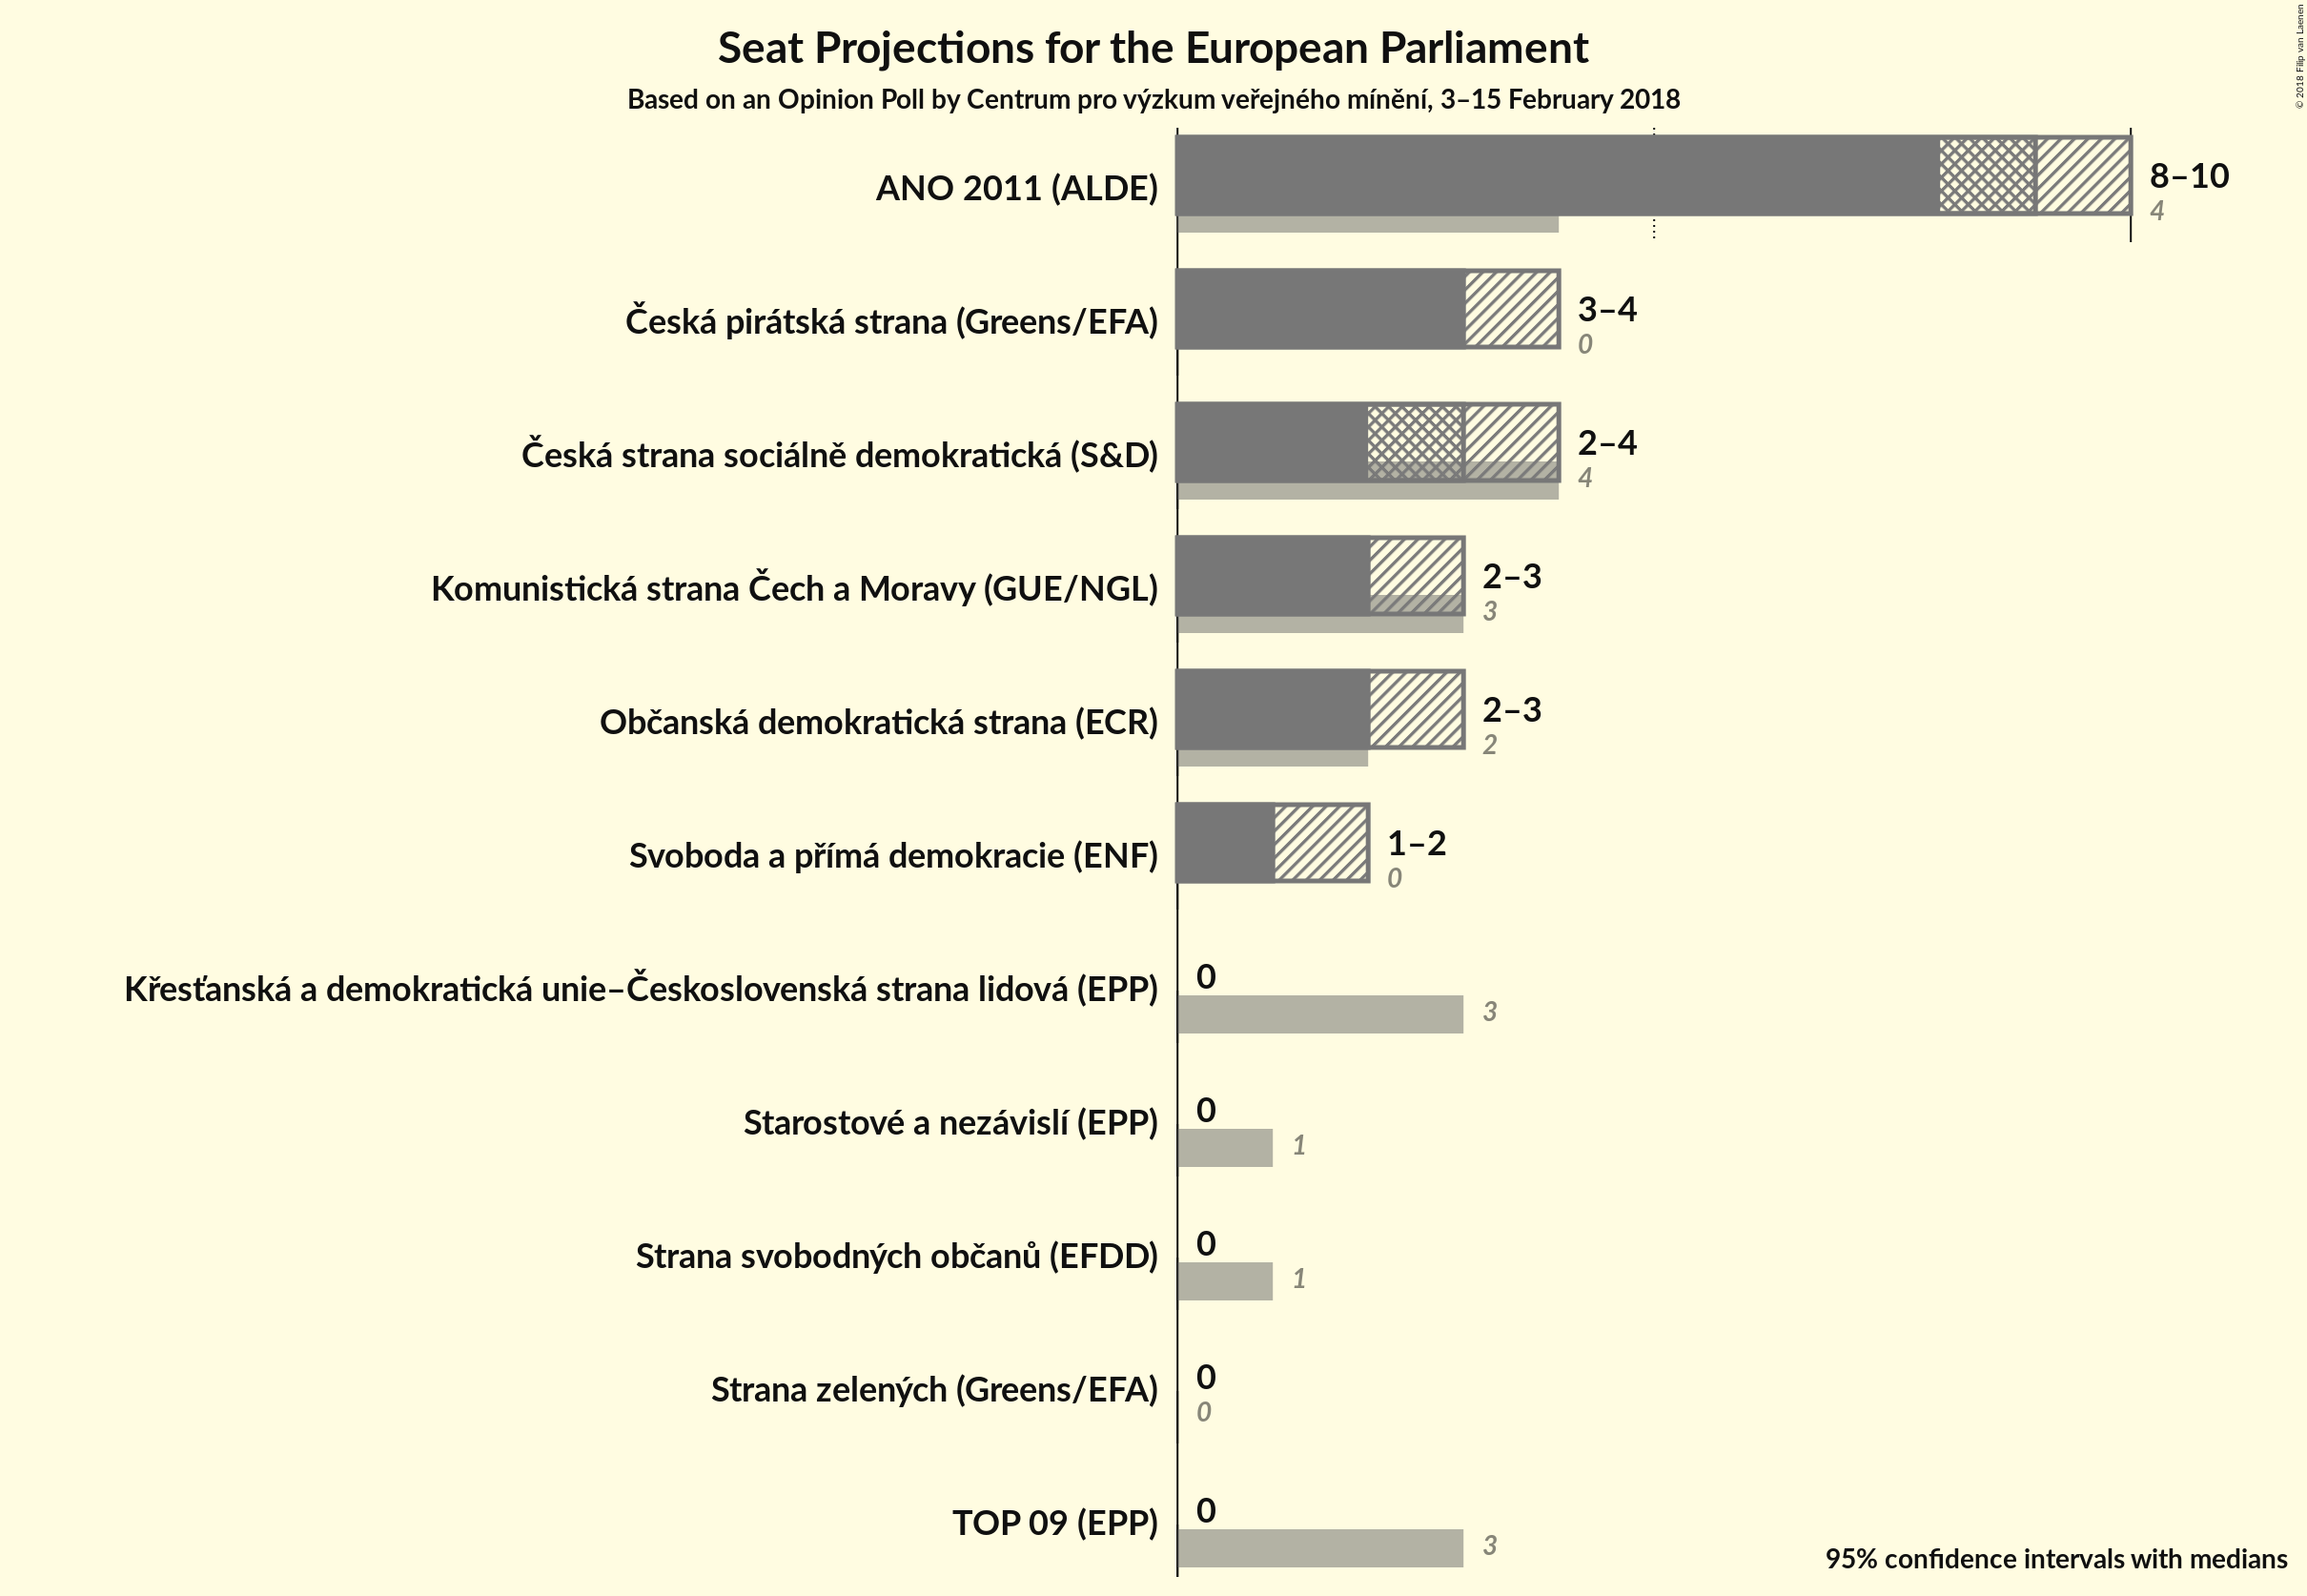 Seat Projections for the European Parliament
Based on an Opinion Poll by Centrum pro výzkum veřejného mínění, 3–15 February 2018
© 2018 Filip van Laenen
ANO 2011 (ALDE)
8–10
4
Česká pirátská strana (Greens/EFA)
3–4
0
Česká strana sociálně demokratická (S&D)
2–4
4
Komunistická strana Čech a Moravy (GUE/NGL)
2–3
3
Občanská demokratická strana (ECR)
2–3
2
Svoboda a přímá demokracie (ENF)
1–2
0
Křesťanská a demokratická unie–Československá strana lidová (EPP)
0
3
Starostové a nezávislí (EPP)
0
1
Strana svobodných občanů (EFDD)
0
1
Strana zelených (Greens/EFA)
0
0
TOP 09 (EPP)
0
3
95% confidence intervals with medians